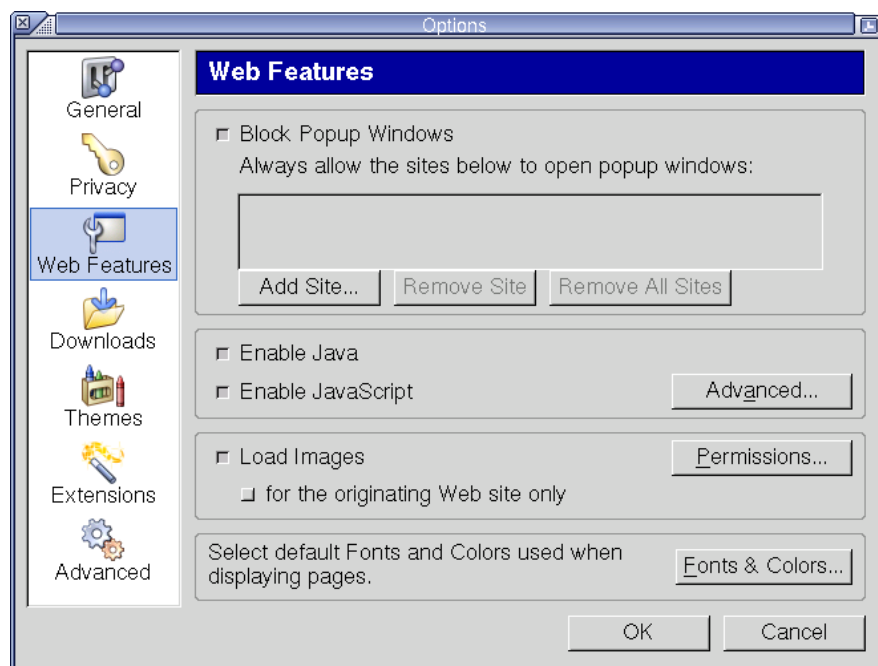 Options
General
Privacy
Web Features
Downloads
Themes
Extensions
Advanced
Web Features
Block Popup Windows
Always allow the sites below to open popup windows:
Add Site... Remove Site Remove All Sites
Enable Java
Enable JavaScript
Advanced...
Load Images
Permissions...
for the originating Web site only
Select default Fonts and Colors used when
displaying pages.
Fonts & Colors...
OK Cancel